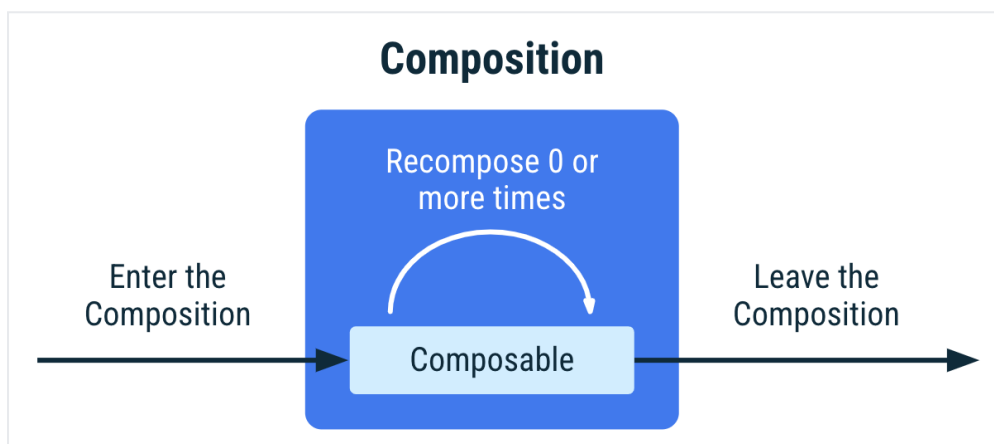 Composition
Recompose 0 or
more times
Enter the
Composition
Leave the
Composition
Composable